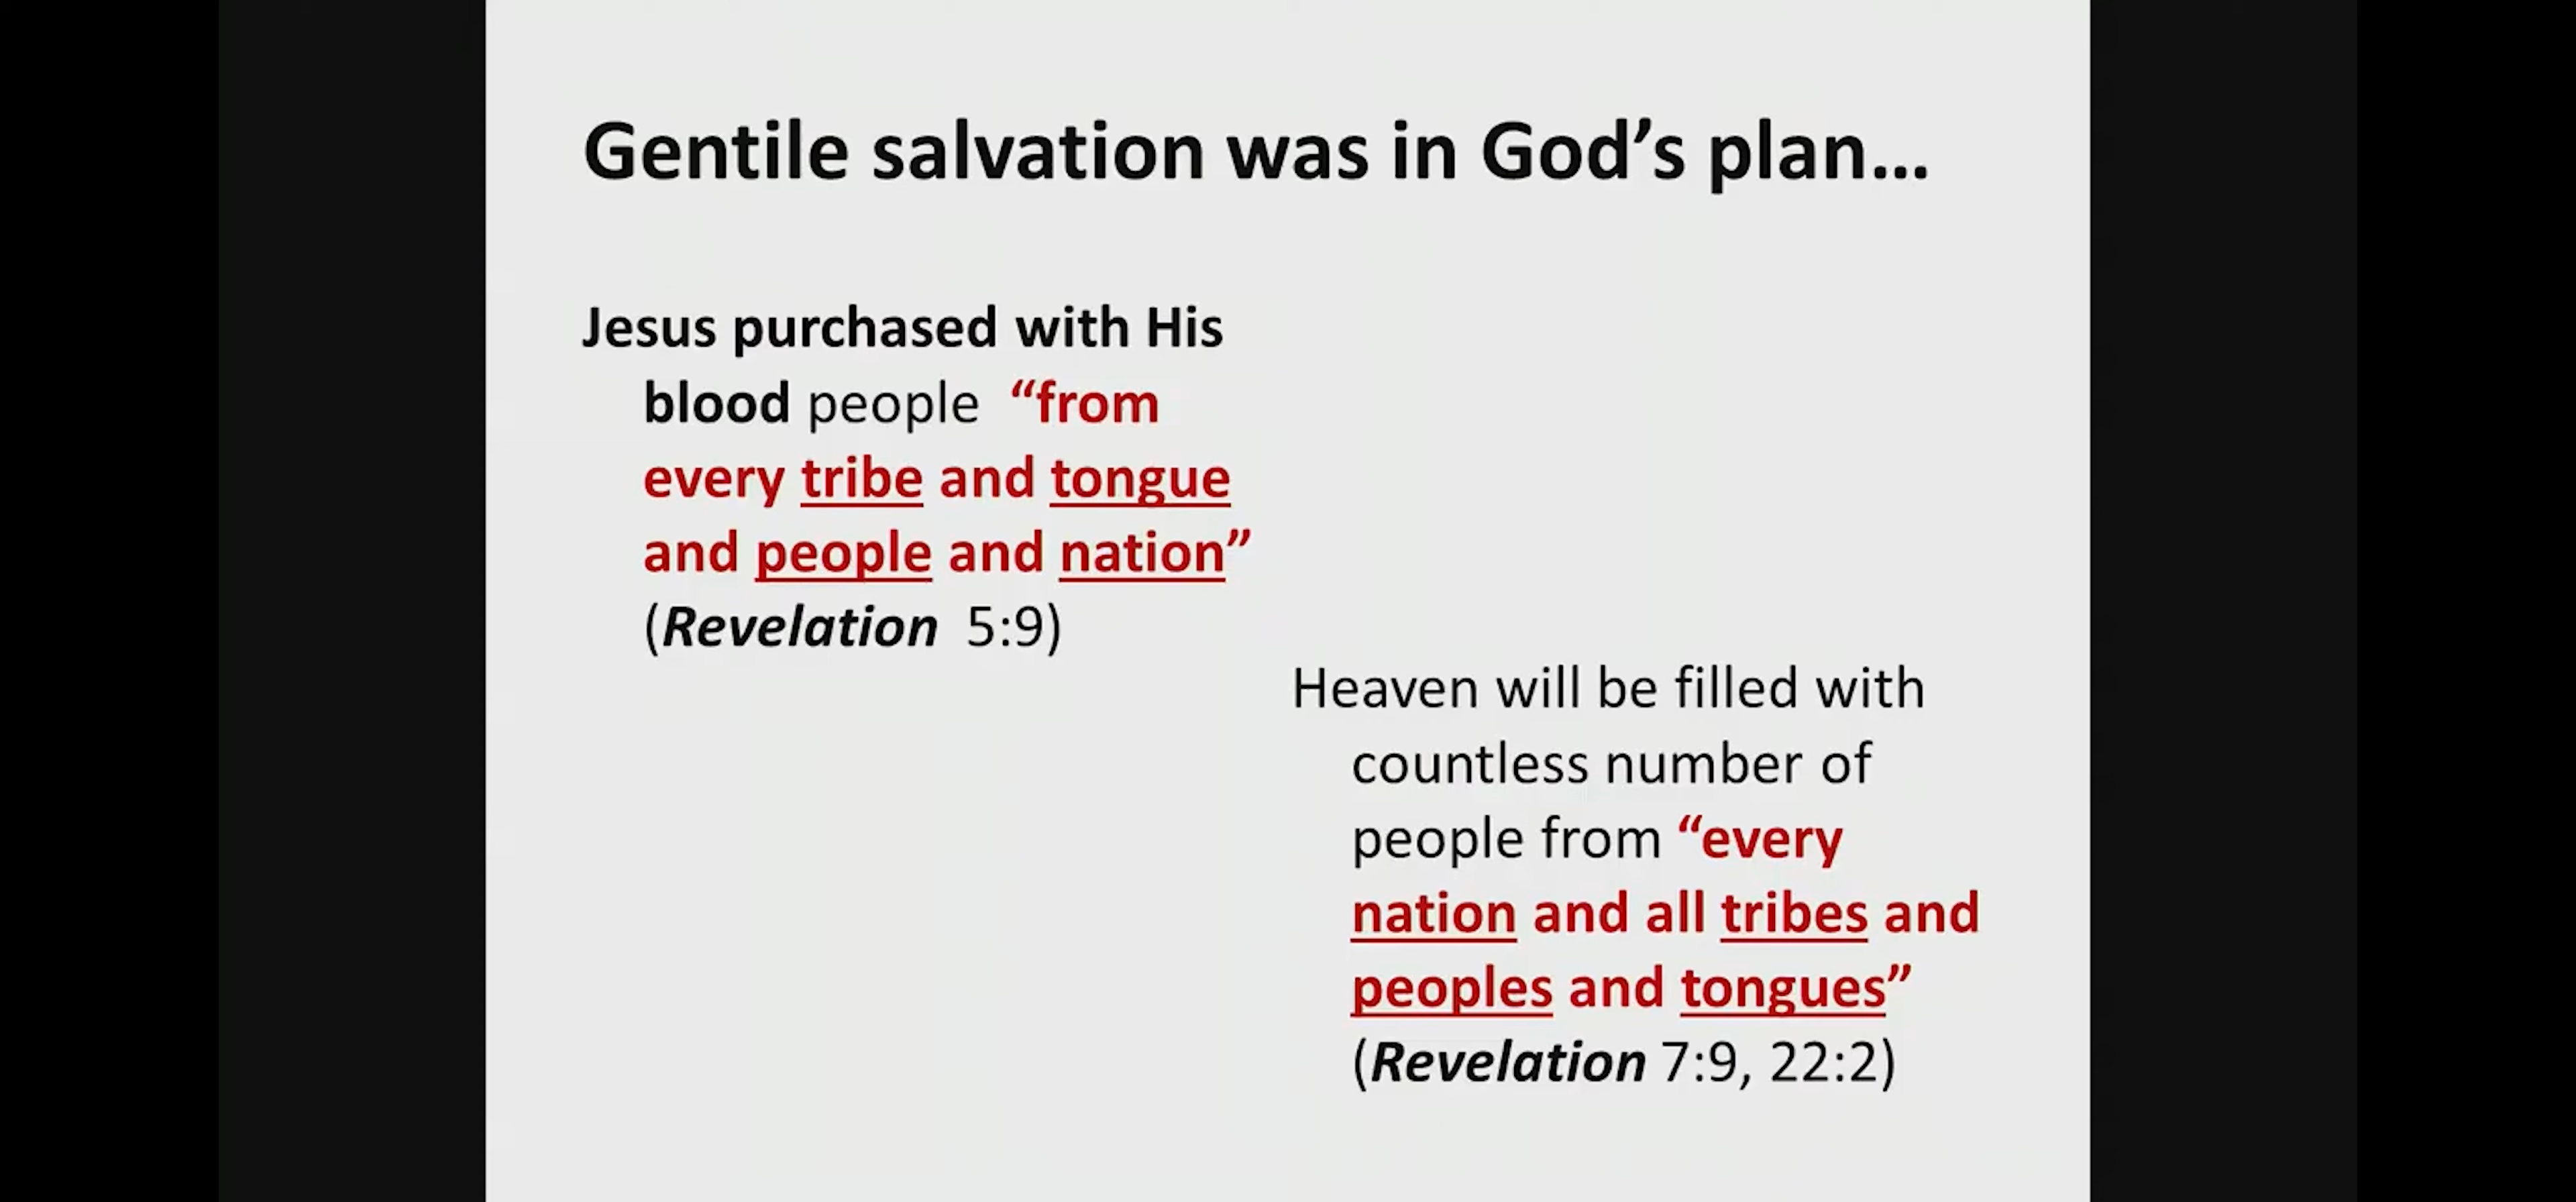 Gentile salvation was in God’s plan...
Jesus purchased with His
blood people “from
every tribe and tongue
and people and nation”
(Revelation 5:9)
Heaven will be filled with
countless number of
people from “every
nation and all tribes and
peoples and tongues”
(Revelation 7:9, 22:2)